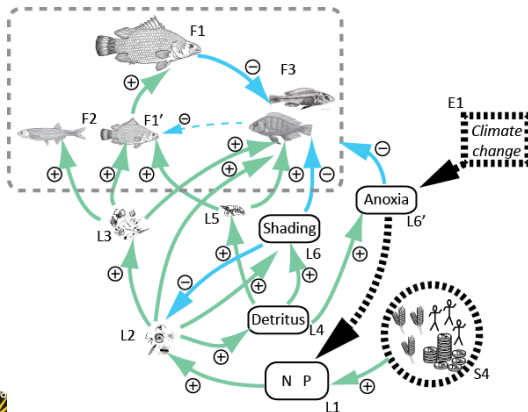 F1
⊖
F3
E1
Climate
change
⊕
F2
F1'
⊖
⊕
⊖
⊕
⊕
⊕
⊕
⊕
⊖
Anoxia
L6'
L3
L5
Shading
L6
⊕
⊖
⊕
⊕
⊕
⊕
L2
⊕
Detritus
L4
⊕
N P
L1
⊕
S4